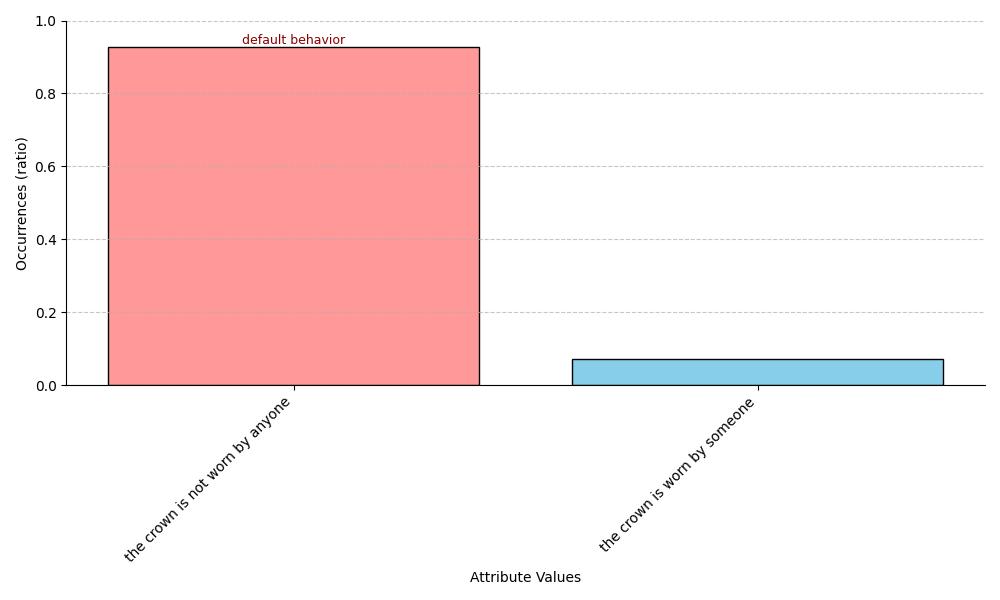 default behavior
1.0
0.8
0.6
0.4
0.2
0.0
Occurrences (ratio)
the crown is not worn by anyone
the crown is worn by someone
Attribute Values